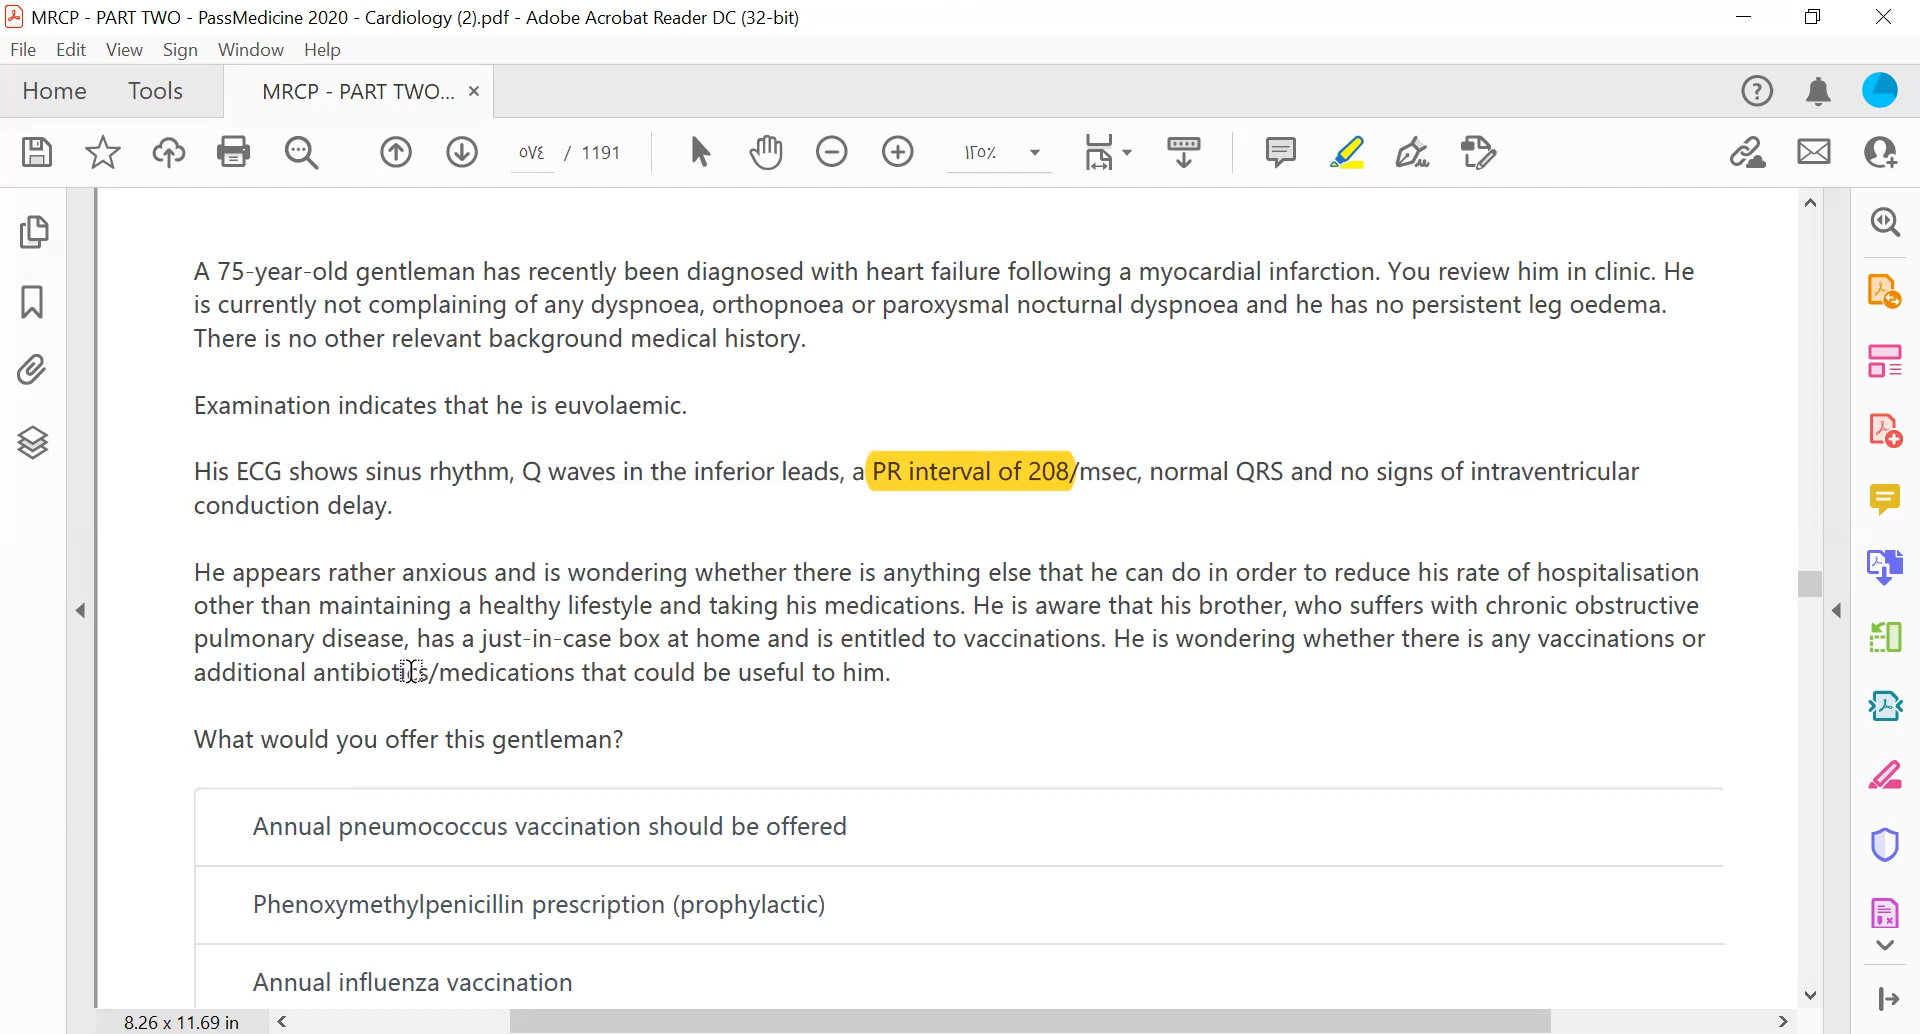 MRCP - PART TWO - PassMedicine 2020 - Cardiology (2).pdf - Adobe Acrobat Reader DC (32-bit)
File Edit View Sign Window Help
Home Tools MRCP - PART TWO... ×
٥٧٤ / 1191 ١٢٥٪
A 75-year-old gentleman has recently been diagnosed with heart failure following a myocardial infarction. You review him in clinic. He
is currently not complaining of any dyspnoea, orthopnoea or paroxysmal nocturnal dyspnoea and he has no persistent leg oedema.
There is no other relevant background medical history.
Examination indicates that he is euvolaemic.
His ECG shows sinus rhythm, Q waves in the inferior leads, a PR interval of 208/msec, normal QRS and no signs of intraventricular
conduction delay.
He appears rather anxious and is wondering whether there is anything else that he can do in order to reduce his rate of hospitalisation
other than maintaining a healthy lifestyle and taking his medications. He is aware that his brother, who suffers with chronic obstructive
pulmonary disease, has a just-in-case box at home and is entitled to vaccinations. He is wondering whether there is any vaccinations or
additional antibiotics/medications that could be useful to him.
What would you offer this gentleman?
Annual pneumococcus vaccination should be offered
Phenoxymethylpenicillin prescription (prophylactic)
Annual influenza vaccination
8.26 x 11.69 in